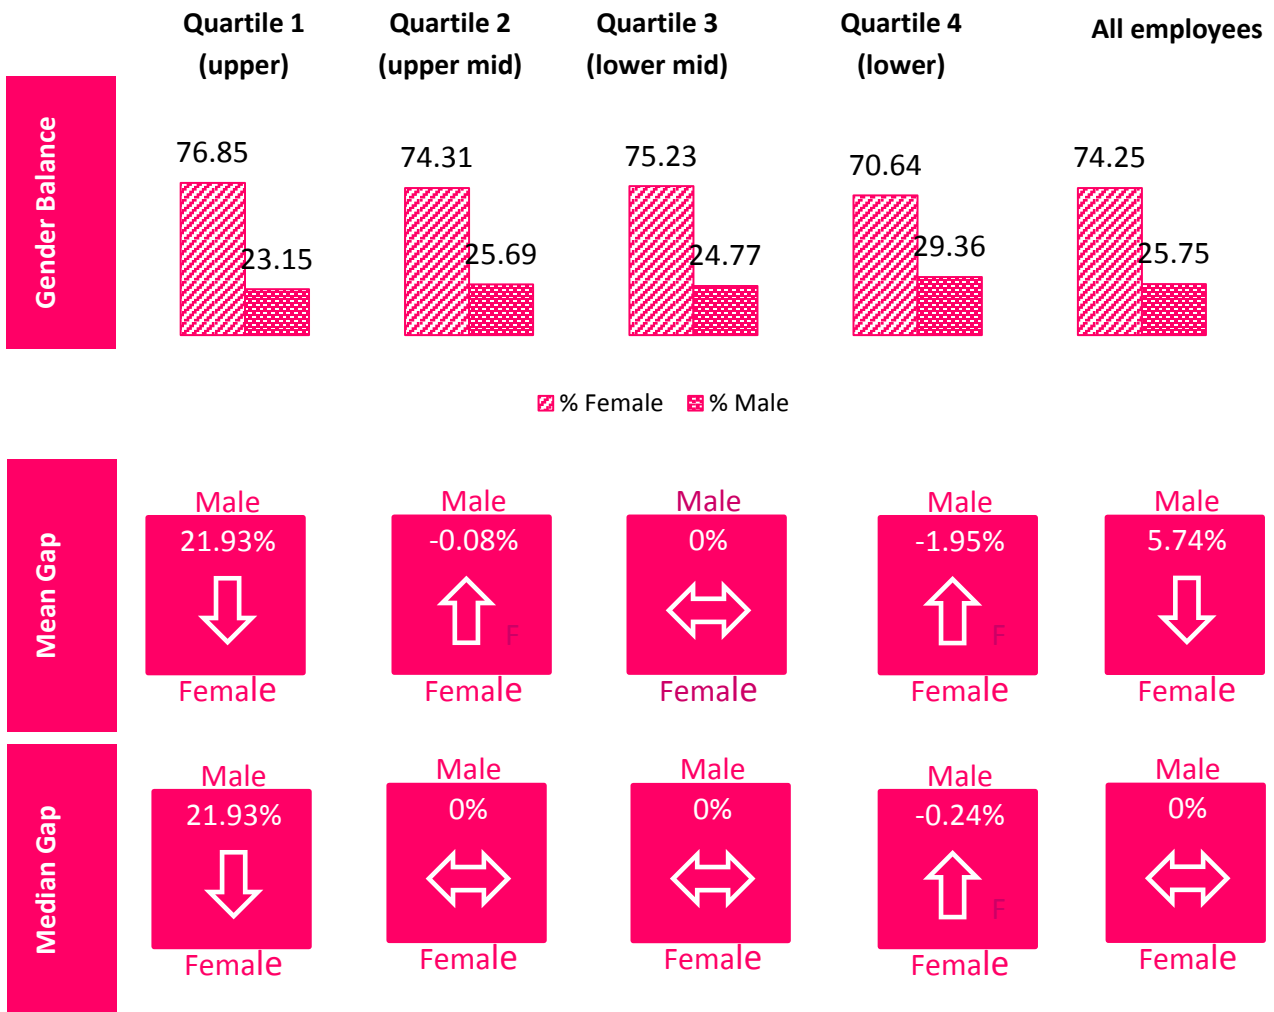 Quartile 1
(upper)
Quartile 2
(upper mid)
Quartile 3
(lower mid)
Quartile 4
(lower)
All employees
Gender Balance
76.85
23.15
74.31
25.69
75.23
24.77
70.64
29.36
74.25
25.75
% Female
% Male
Mean Gap
Male
21.93%
Female
Male
-0.08%
F
Female
Male
0%
Female
Male
-1.95%
F
Female
Male
5.74%
Female
Median Gap
Male
21.93%
Female
Male
0%
Female
Male
0%
Female
Male
-0.24%
F
Female
Male
0%
Female